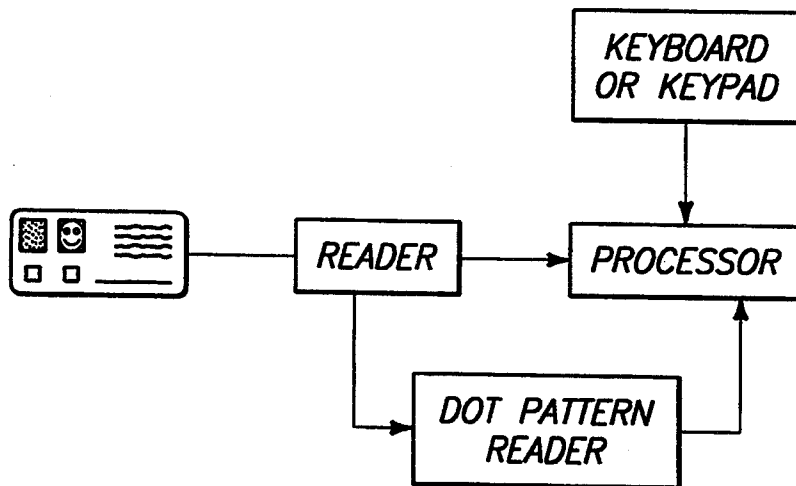 KEYBOARD
OR KEYPAD
READER
PROCESSOR
DOT PATTERN
READER